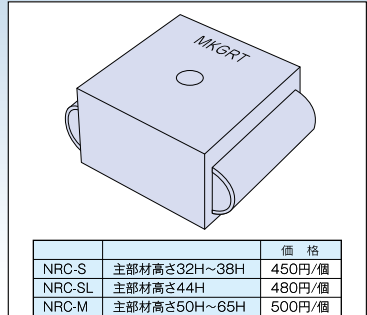 MKGRT
価 格
NRC-S 主部材高さ32H～38H 450円/個
NRC-SL 主部材高さ44H 480円/個
NRC-M 主部材高さ50H～65H 500円/個